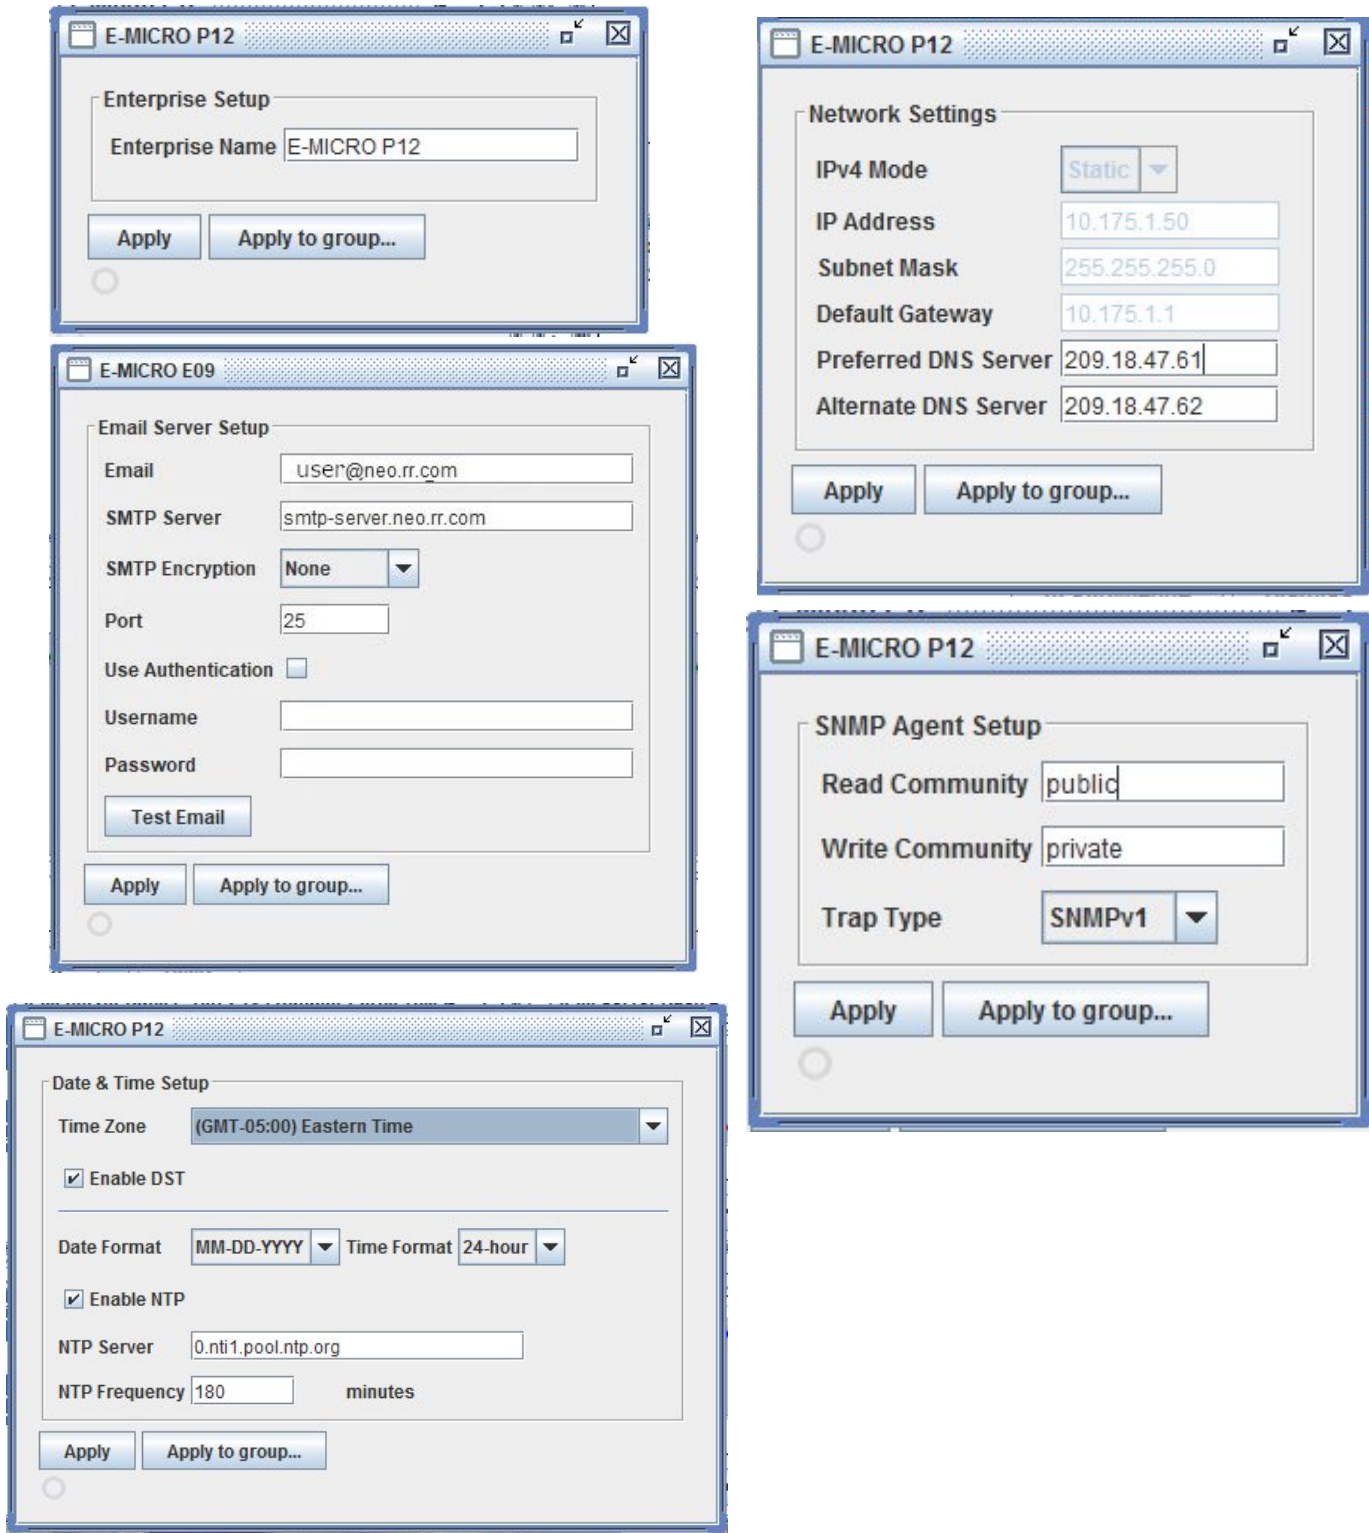 E-MICRO P12
Enterprise Setup
Enterprise Name E-MICRO P12
Apply Apply to group...
E-MICRO E09
Email Server Setup
Email user@neo.rr.com
SMTP Server smtp-server.neo.rr.com
SMTP Encryption None
Port 25
Use Authentication
Username
Password
Test Email
Apply Apply to group...
E-MICRO P12
Date & Time Setup
Time Zone (GMT-05:00) Eastern Time
Enable DST
Date Format MM-DD-YYYY Time Format 24-hour
Enable NTP
NTP Server 0.nti1.pool.ntp.org
NTP Frequency 180 minutes
Apply Apply to group...
E-MICRO P12
Network Settings
IPv4 Mode Static
IP Address 10.175.1.50
Subnet Mask 255.255.255.0
Default Gateway 10.175.1.1
Preferred DNS Server 209.18.47.61
Alternate DNS Server 209.18.47.62
Apply Apply to group...
E-MICRO P12
SNMP Agent Setup
Read Community public
Write Community private
Trap Type SNMPv1
Apply Apply to group...